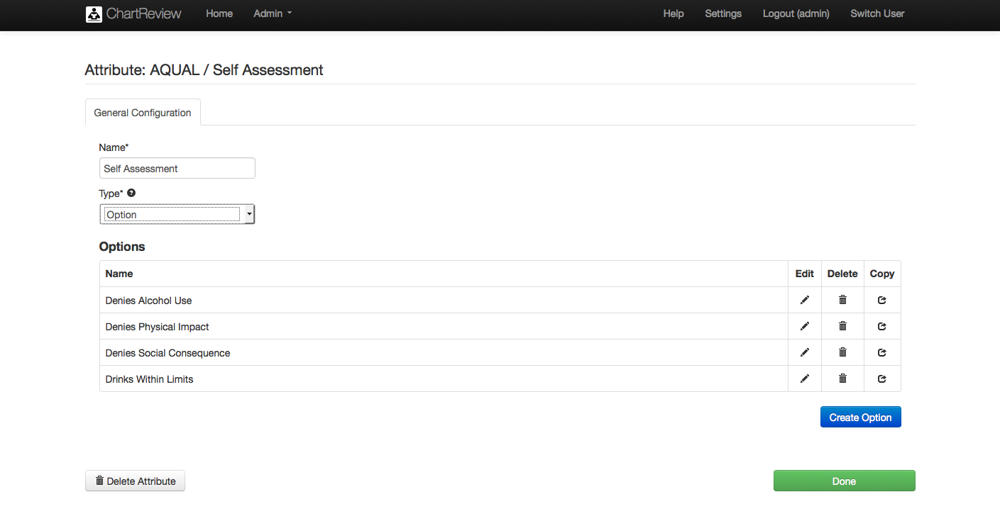 ChartReview Home Admin Help Settings Logout (admin) Switch User
Attribute: AQUAL / Self Assessment
General Configuration
Name*
Self Assessment
Type* ?
Option
Options
Name Edit Delete Copy
Denies Alcohol Use
Denies Physical Impact
Denies Social Consequence
Drinks Within Limits
Create Option
Delete Attribute Done